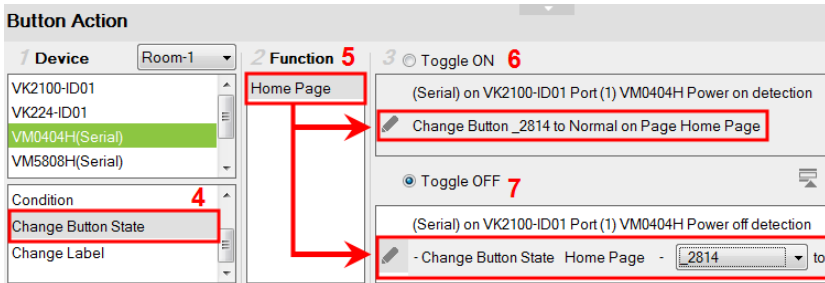 Button Action
1 Device Room-1
2 Function 5
3 Toggle ON 6
VK2100-ID01
VK224-ID01
VM0404H(Serial)
VM5808H(Serial)
Condition 4
Change Button State
Change Label
Home Page
(Serial) on VK2100-ID01 Port (1) VM0404H Power on detection
Change Button _2814 to Normal on Page Home Page
Toggle OFF 7
(Serial) on VK2100-ID01 Port (1) VM0404H Power off detection
- Change Button State Home Page - _2814 to